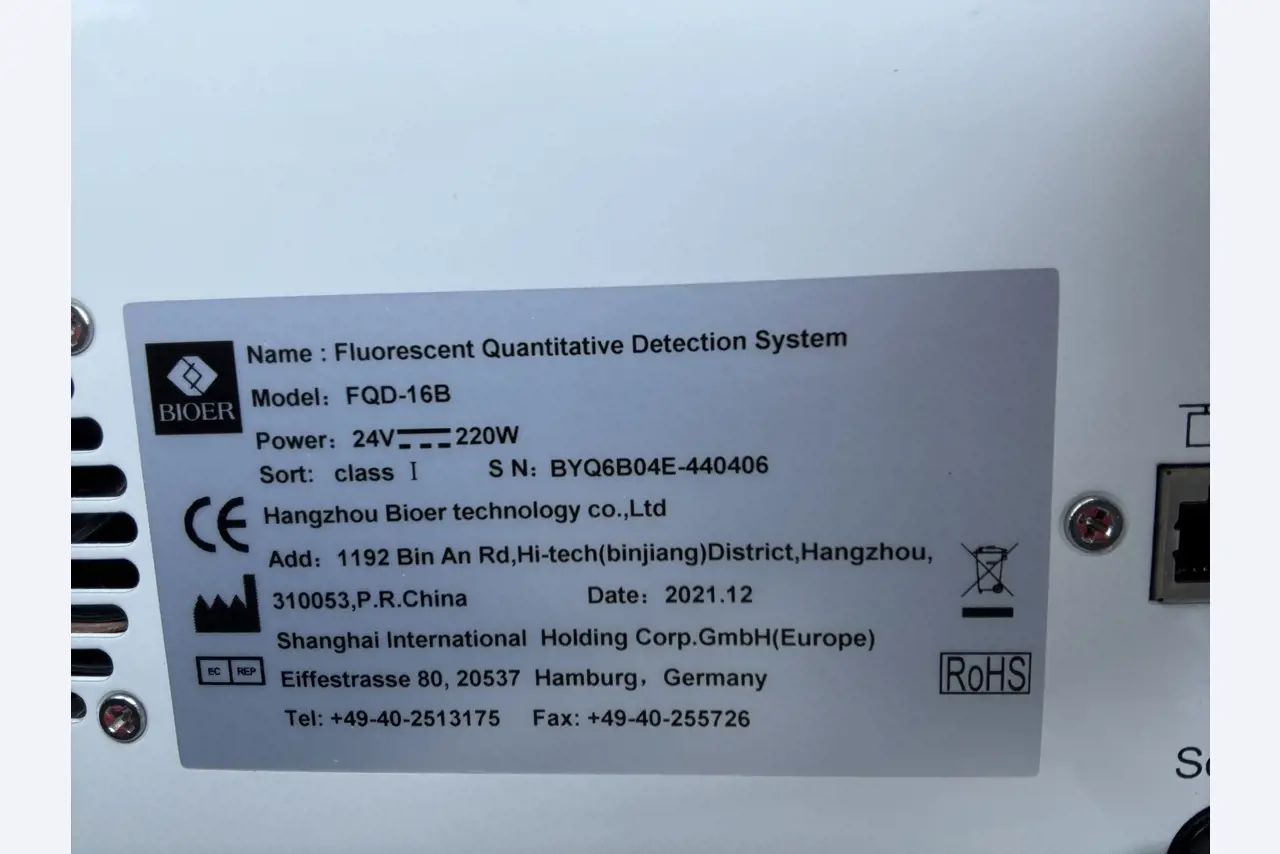 Name : Fluorescent Quantitative Detection System
BIOER
Model: FQD-16B
Power: 24V 220W
Sort: class I S N: BYQ6B04E-440406
CE Hangzhou Bioer technology co.,Ltd
Add: 1192 Bin An Rd,Hi-tech(binjiang)District,Hangzhou,
310053,P.R.China Date: 2021.12
Shanghai International Holding Corp.GmbH(Europe)
EC REP Eiffestrasse 80, 20537 Hamburg, Germany
RoHS
Tel: +49-40-2513175 Fax: +49-40-255726